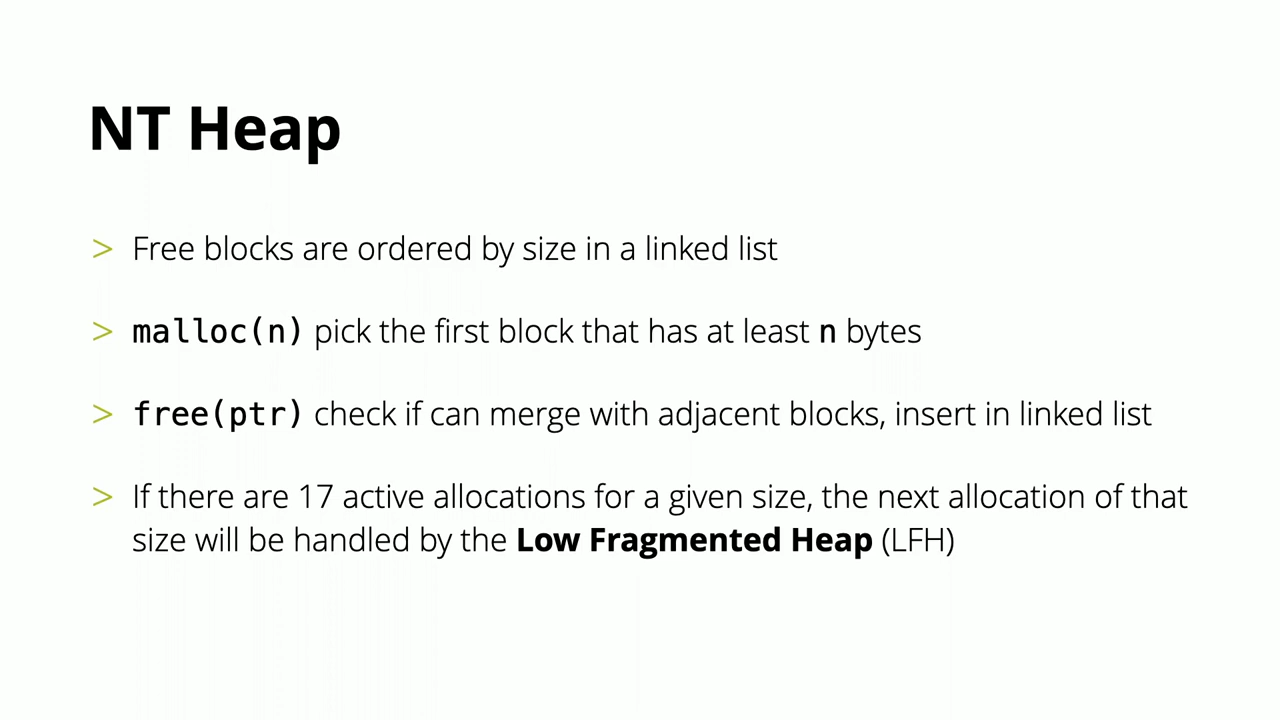 NT Heap
> Free blocks are ordered by size in a linked list
> malloc(n) pick the first block that has at least n bytes
> free(ptr) check if can merge with adjacent blocks, insert in linked list
> If there are 17 active allocations for a given size, the next allocation of that
size will be handled by the Low Fragmented Heap (LFH)